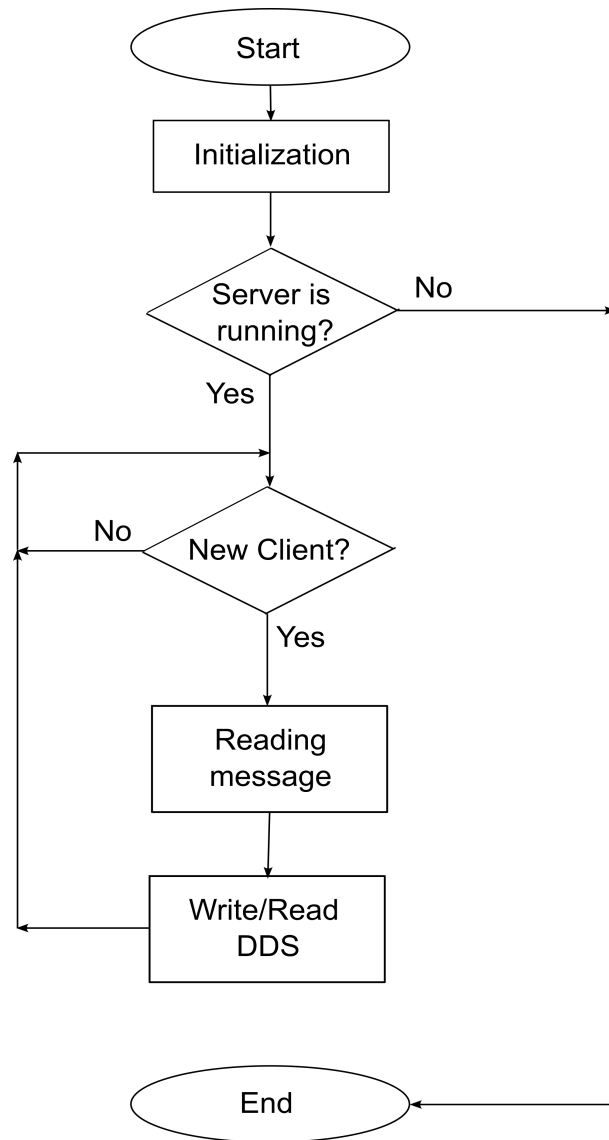 Start
Initialization
Server is
running?
No
Yes
No
New Client?
Yes
Reading
message
Write/Read
DDS
End